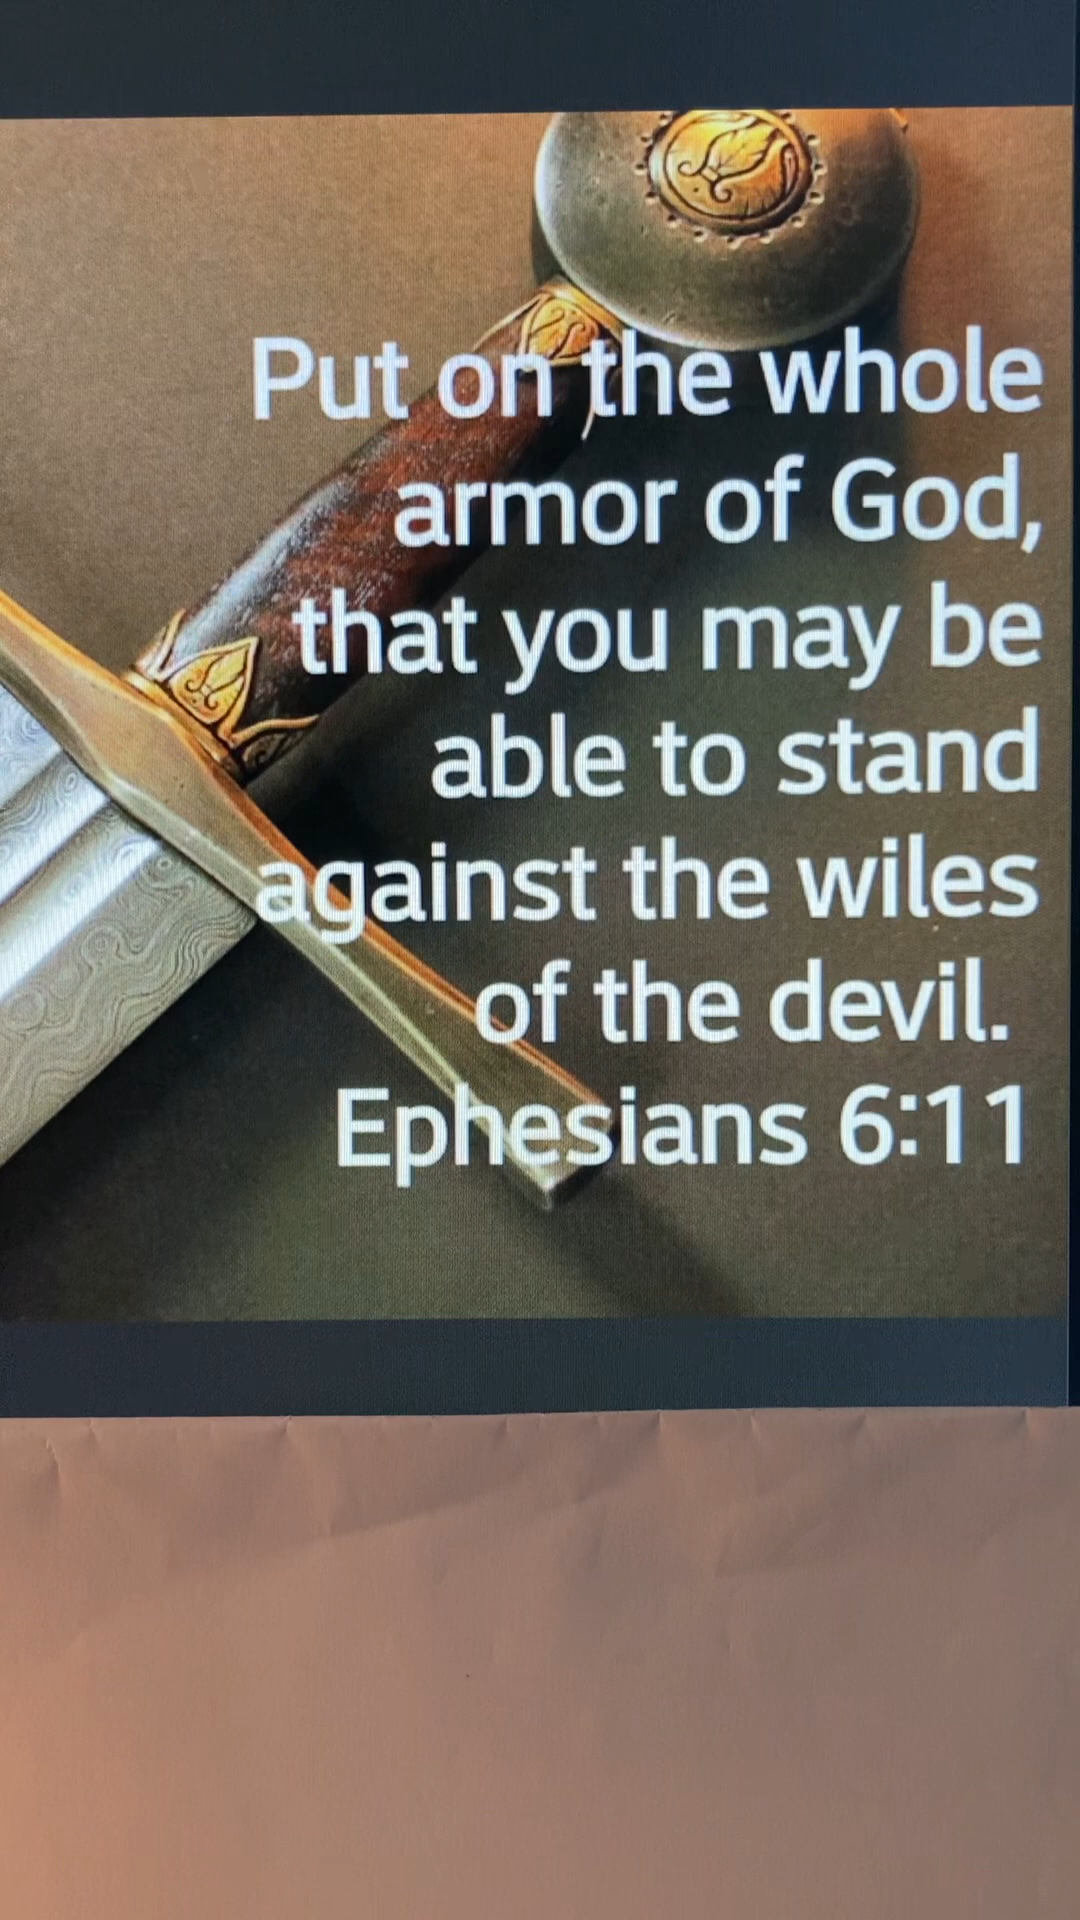 Put on the whole
armor of God,
that you may be
able to stand
against the wiles
of the devil.
Ephesians 6:11